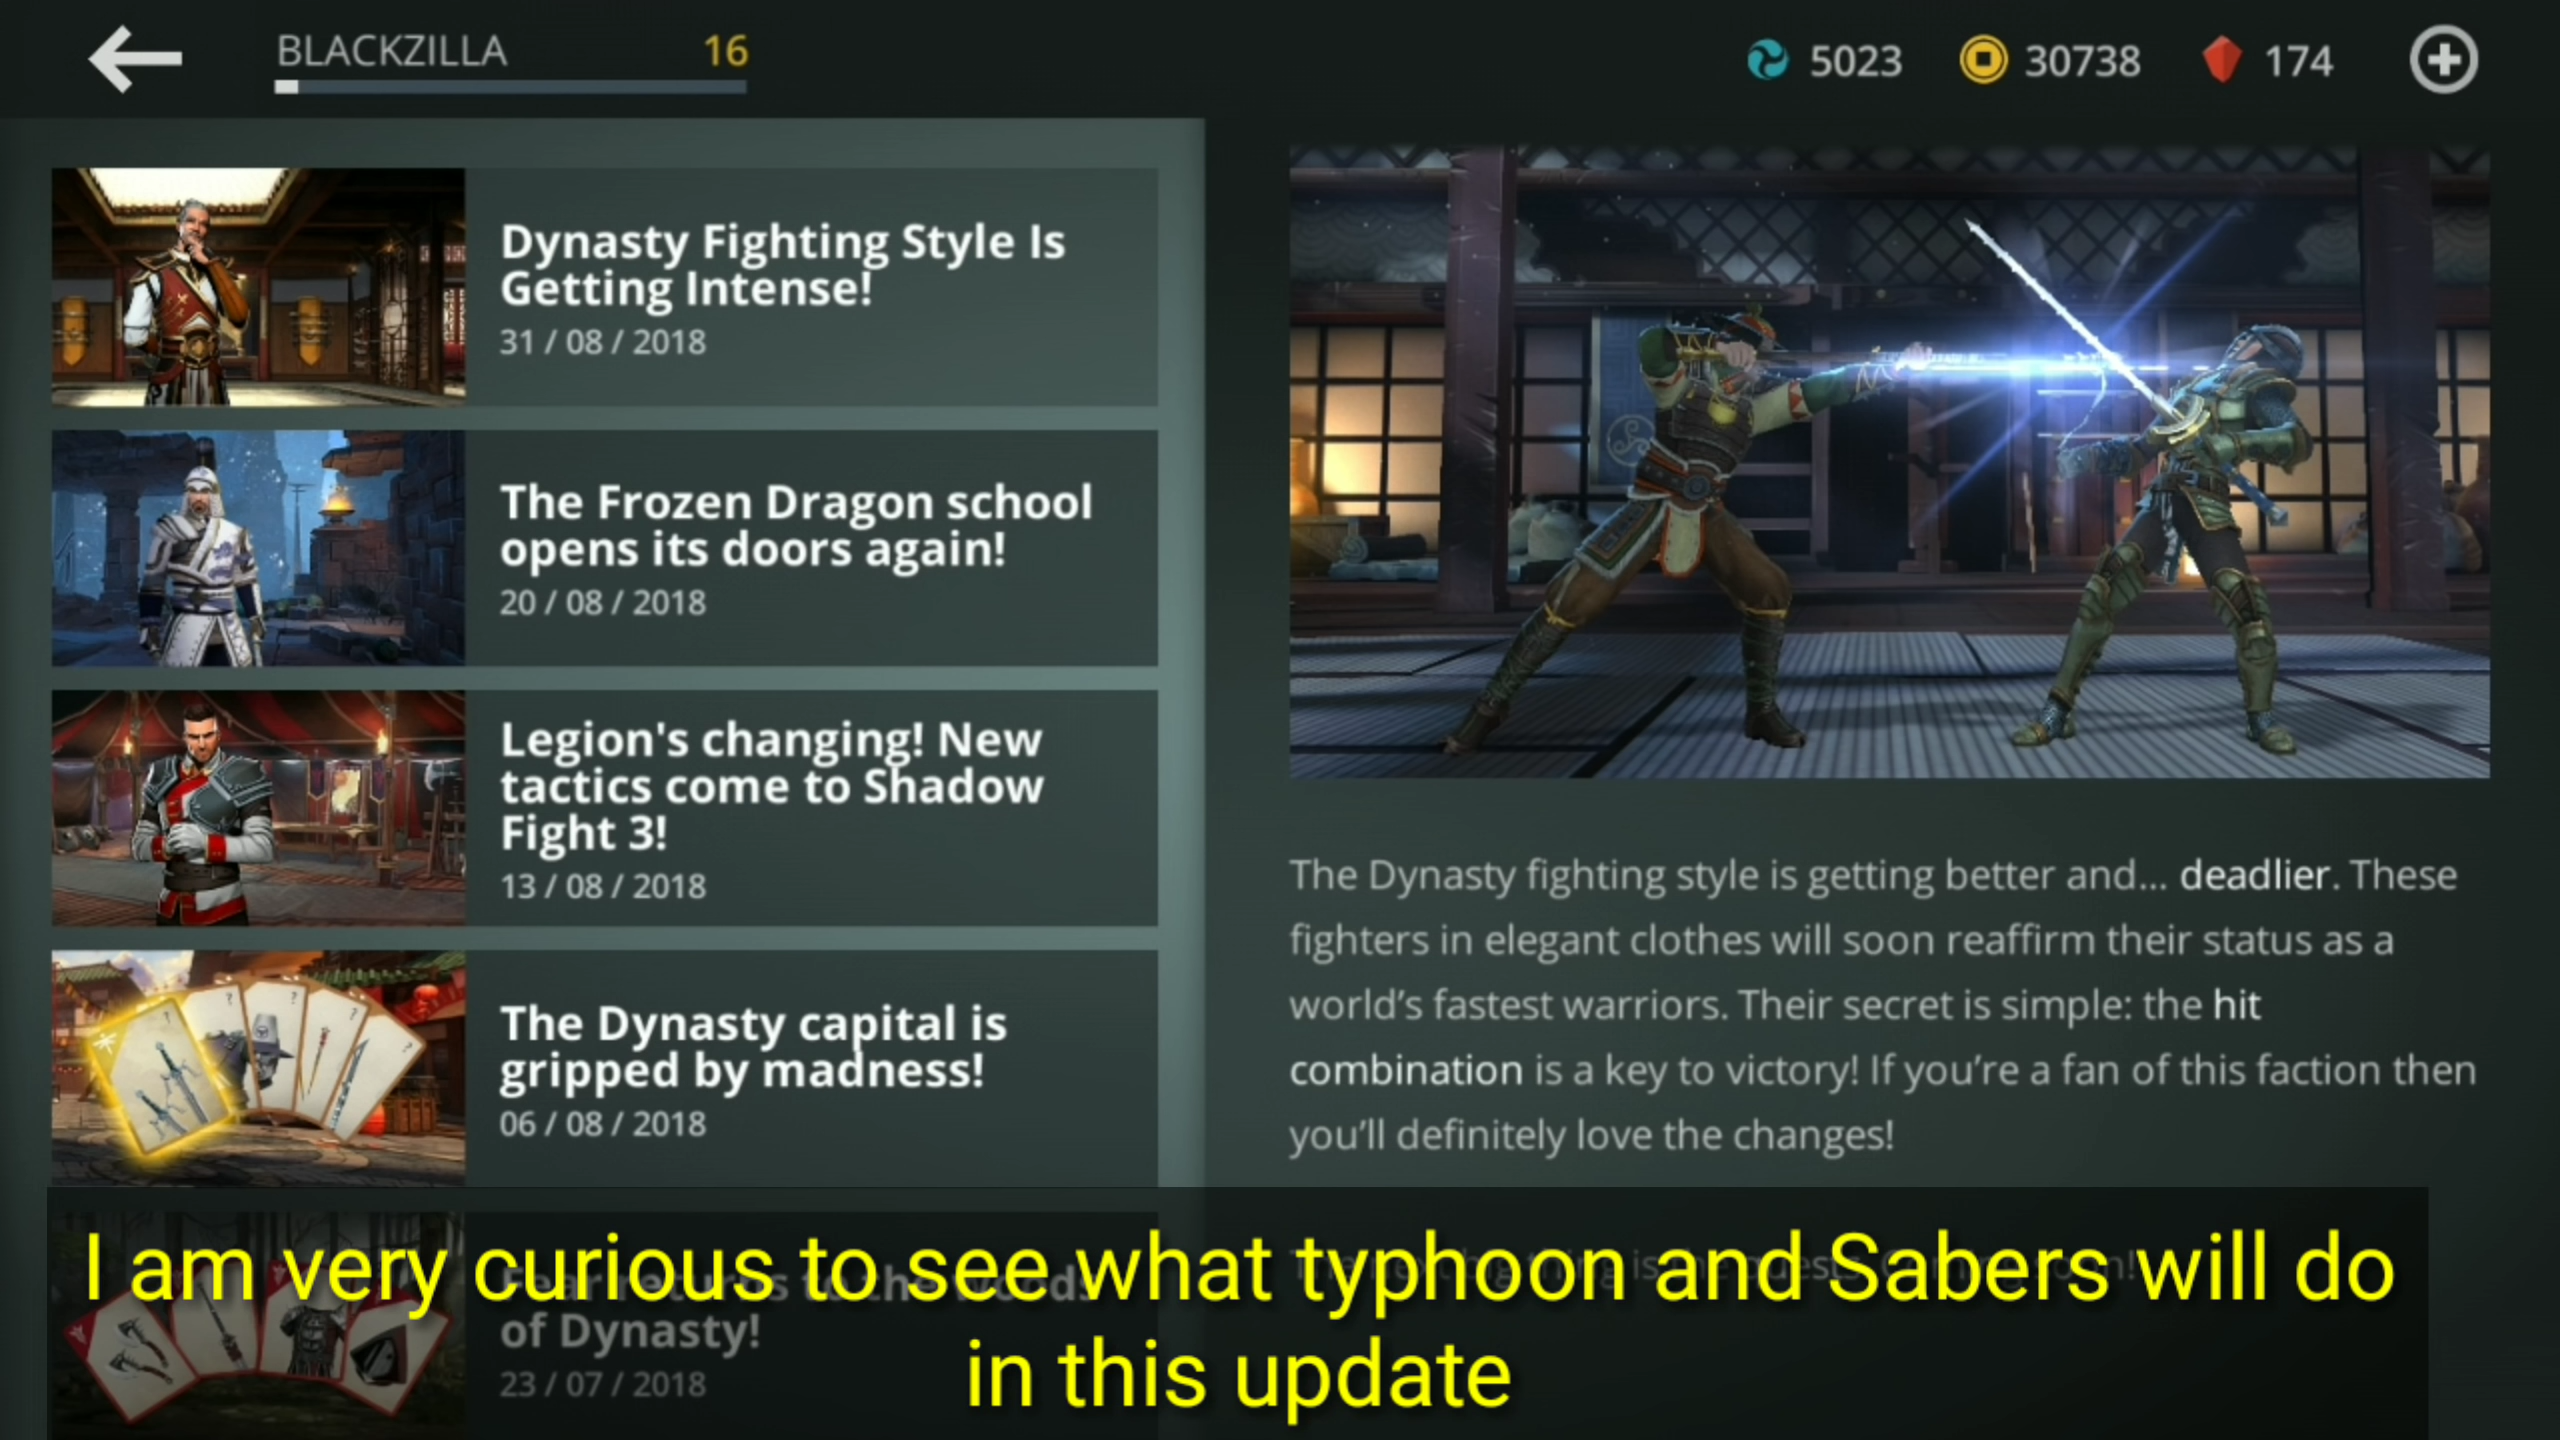 BLACKZILLA 16
5023 30738 174
Dynasty Fighting Style Is
Getting Intense!
31 / 08 / 2018
The Frozen Dragon school
opens its doors again!
20 / 08 / 2018
Legion's changing! New
tactics come to Shadow
Fight 3!
13 / 08 / 2018
The Dynasty capital is
gripped by madness!
06 / 08 / 2018
Fear returns to the
of Dynasty!
23 / 07 / 2018
The Dynasty fighting style is getting better and... deadlier. These
fighters in elegant clothes will soon reaffirm their status as a
world’s fastest warriors. Their secret is simple: the hit
combination is a key to victory! If you’re a fan of this faction then
you’ll definitely love the changes!
I am very curious to see what typhoon and Sabers will do
in this update